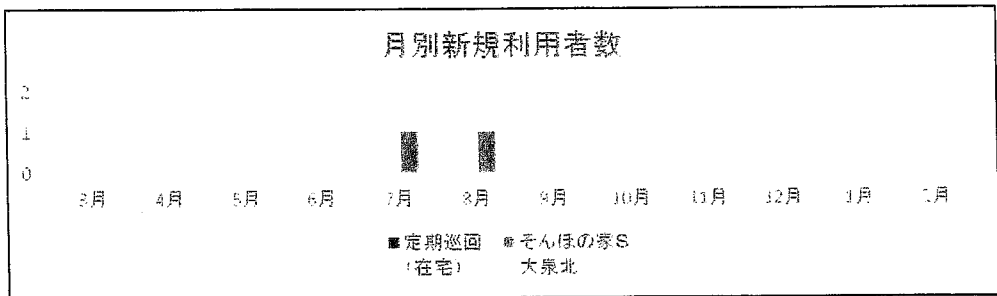 月別新規利用者数
2
1
0
3月 4月 5月 6月 7月 8月 9月 10月 11月 12月 1月 2月
■定期巡回 ■そんほの家S
(在宅) 大泉北